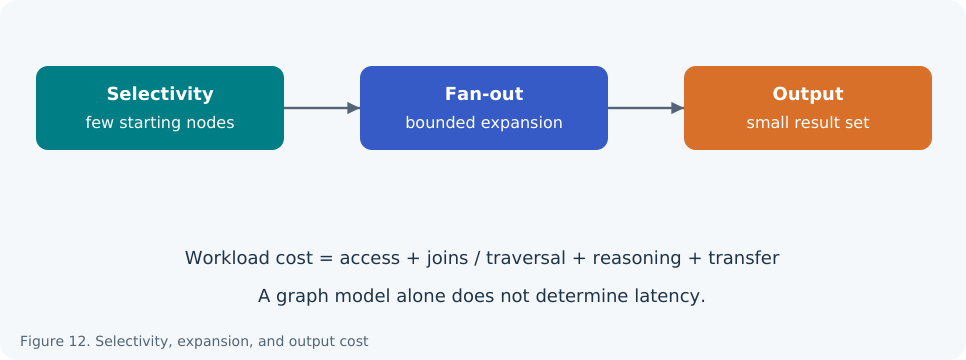 Selectivity
few starting nodes
Fan-out
bounded expansion
Output
small result set
Workload cost = access + joins / traversal + reasoning + transfer
A graph model alone does not determine latency.
Figure 12. Selectivity, expansion, and output cost